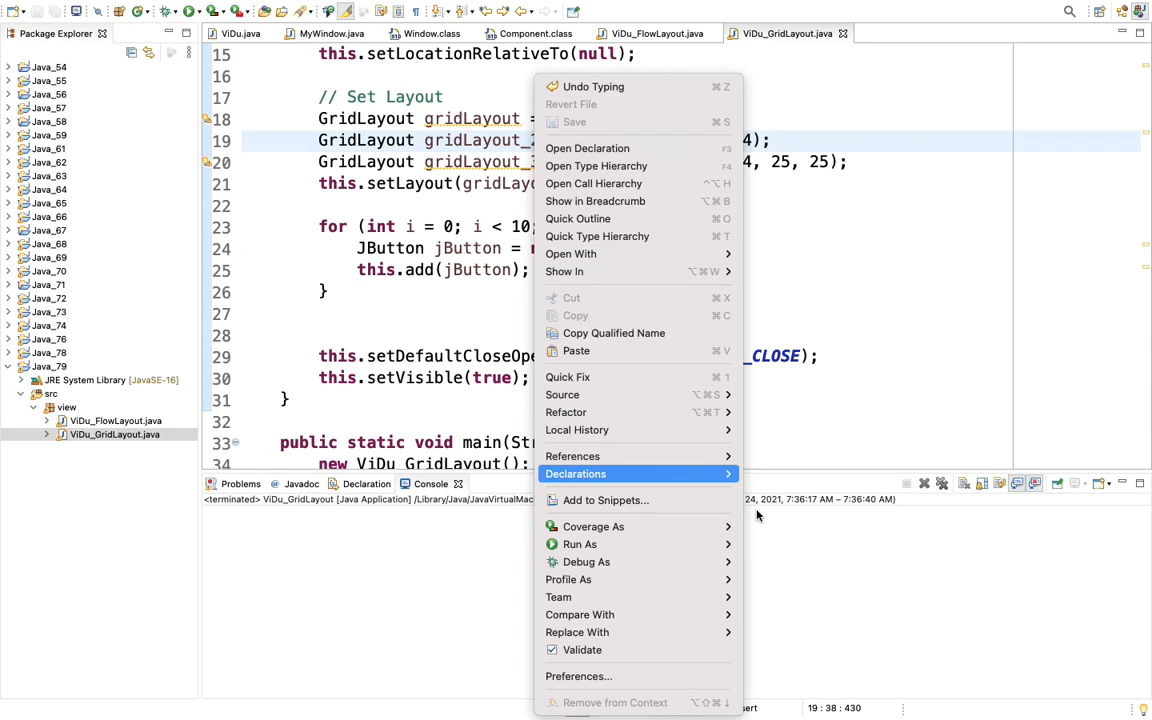 Package Explorer
ViDu.java
MyWindow.java
Window.class
Component.class
ViDu_FlowLayout.java
ViDu_GridLayout.java
Java_54
Java_55
Java_56
Java_57
Java_58
Java_59
Java_61
Java_62
Java_63
Java_64
Java_65
Java_66
Java_67
Java_68
Java_69
Java_70
Java_71
Java_72
Java_73
Java_74
Java_76
Java_78
Java_79
JRE System Library [JavaSE-16]
src
view
ViDu_FlowLayout.java
ViDu_GridLayout.java
15 this.setLocationRelativeTo(null);
16
17 // Set Layout
18 GridLayout gridLayout =
19 GridLayout gridLayout_2 4);
20 GridLayout gridLayout_3 4, 25, 25);
21 this.setLayout(gridLayo
22
23 for (int i = 0; i < 10;
24 JButton jButton = n
25 this.add(jButton);
26 }
27
28
29 this.setDefaultCloseOpe _CLOSE);
30 this.setVisible(true);
31 }
32
33 public static void main(Str
34 new ViDu_GridLayout();
Undo Typing ⌘Z
Revert File
Save ⌘S
Open Declaration F3
Open Type Hierarchy F4
Open Call Hierarchy ^⌥H
Show in Breadcrumb ⌥⌘B
Quick Outline ⌘O
Quick Type Hierarchy ⌘T
Open With
Show In ⌥⌘W
Cut ⌘X
Copy ⌘C
Copy Qualified Name
Paste ⌘V
Quick Fix ⌘1
Source ⌥⌘S
Refactor ⌥⌘T
Local History
References
Declarations
Add to Snippets...
Coverage As
Run As
Debug As
Profile As
Team
Compare With
Replace With
Validate
Preferences...
Remove from Context ⌥⇧⌘↓
Problems
@ Javadoc
Declaration
Console
<terminated> ViDu_GridLayout [Java Application] /Library/Java/JavaVirtualMac 24, 2021, 7:36:17 AM – 7:36:40 AM)
sert
19 : 38 : 430